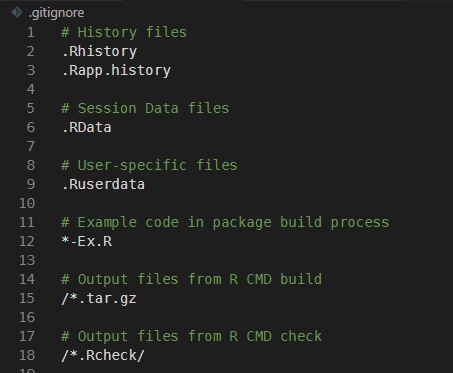 .gitignore
1 # History files
2 .Rhistory
3 .Rapp.history
4
5 # Session Data files
6 .RData
7
8 # User-specific files
9 .Ruserdata
10
11 # Example code in package build process
12 *-Ex.R
13
14 # Output files from R CMD build
15 /*.tar.gz
16
17 # Output files from R CMD check
18 /*.Rcheck/